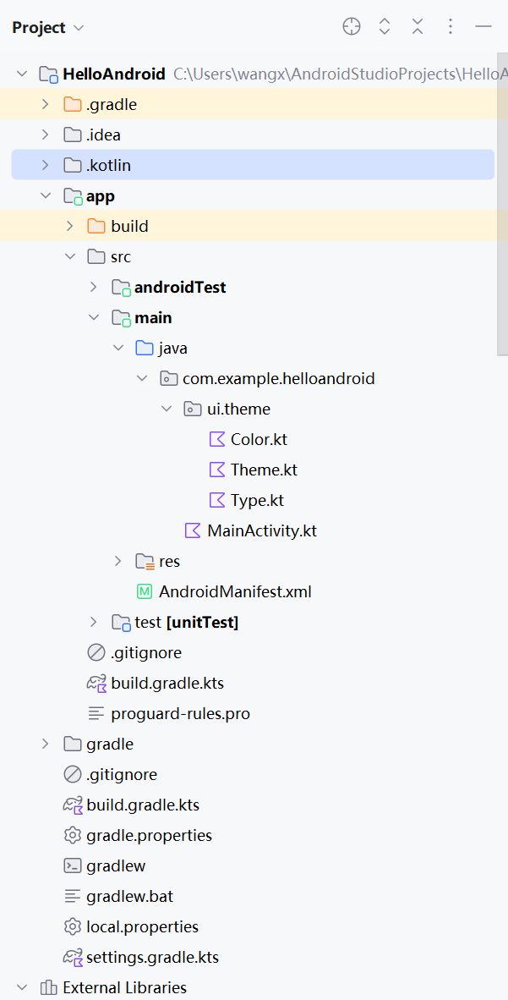 Project
HelloAndroid C:\Users\wangx\AndroidStudioProjects\HelloA
.gradle
.idea
.kotlin
app
build
src
androidTest
main
java
com.example.helloandroid
ui.theme
Color.kt
Theme.kt
Type.kt
MainActivity.kt
res
M AndroidManifest.xml
test [unitTest]
.gitignore
build.gradle.kts
proguard-rules.pro
gradle
.gitignore
build.gradle.kts
gradle.properties
gradlew
gradlew.bat
local.properties
settings.gradle.kts
External Libraries